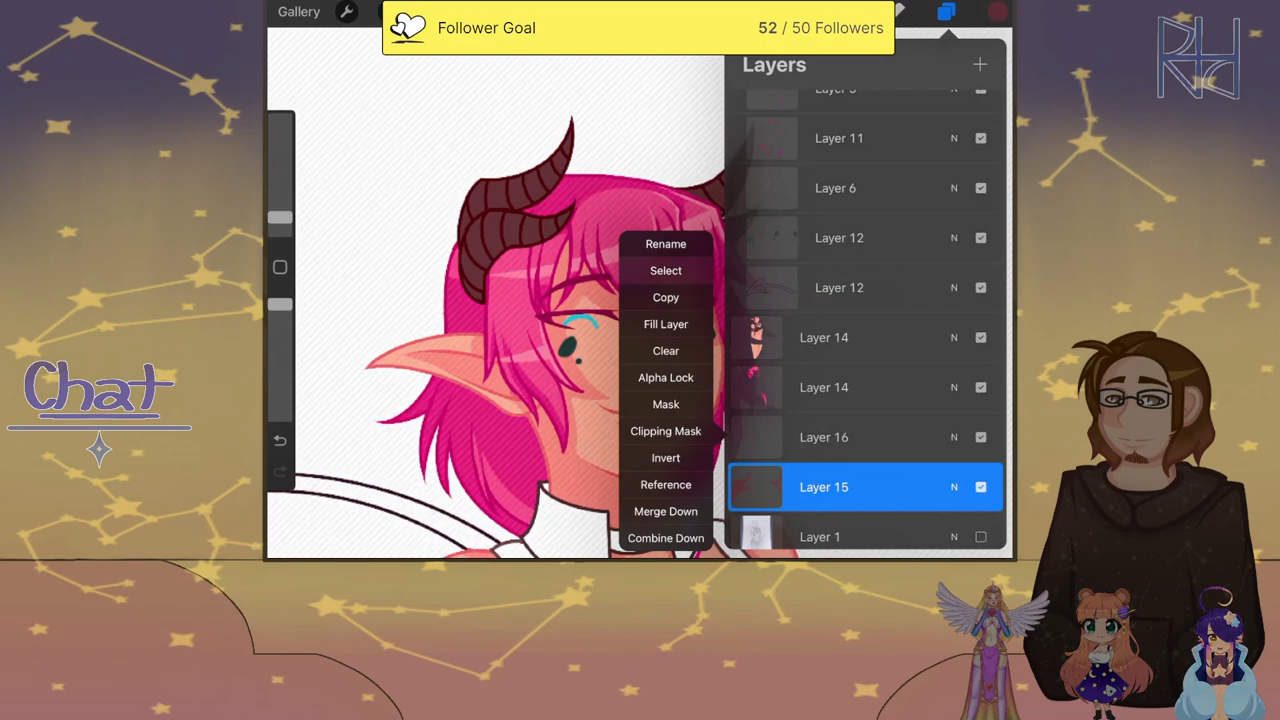 Gallery
Follower Goal 52 / 50 Followers
Layers
Layer 11 N
Layer 6 N
Layer 12 N
Layer 12 N
Layer 14 N
Layer 14 N
Layer 16 N
Layer 15 N
Layer 1 N
Rename
Select
Copy
Fill Layer
Clear
Alpha Lock
Mask
Clipping Mask
Invert
Reference
Merge Down
Combine Down
Chat